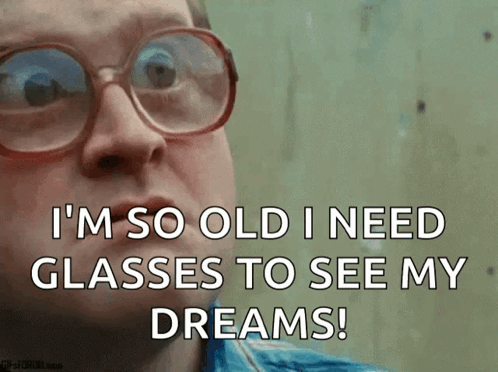 I'M SO OLD I NEED
GLASSES TO SEE MY
DREAMS!